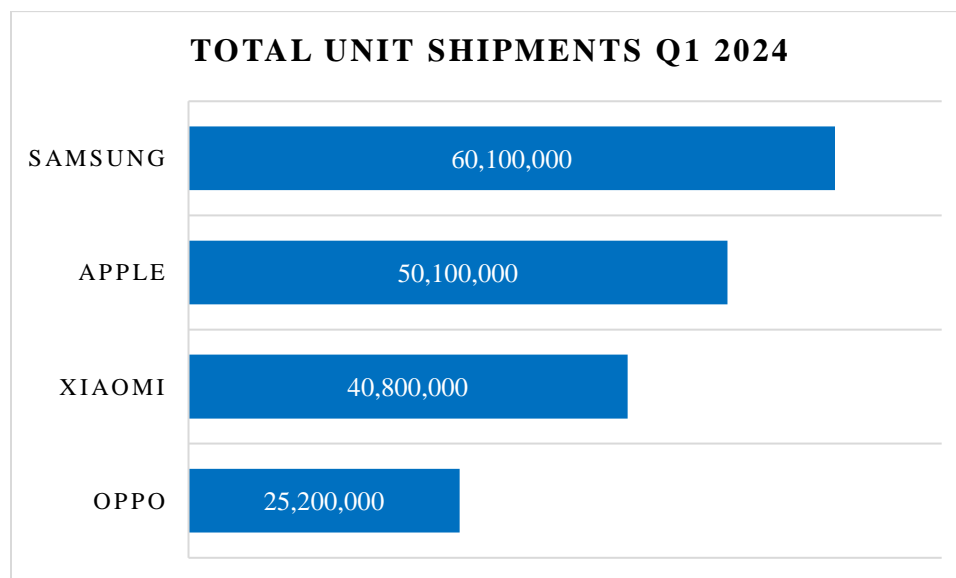 TOTAL UNIT SHIPMENTS Q1 2024
SAMSUNG 60,100,000
APPLE 50,100,000
XIAOMI 40,800,000
OPPO 25,200,000